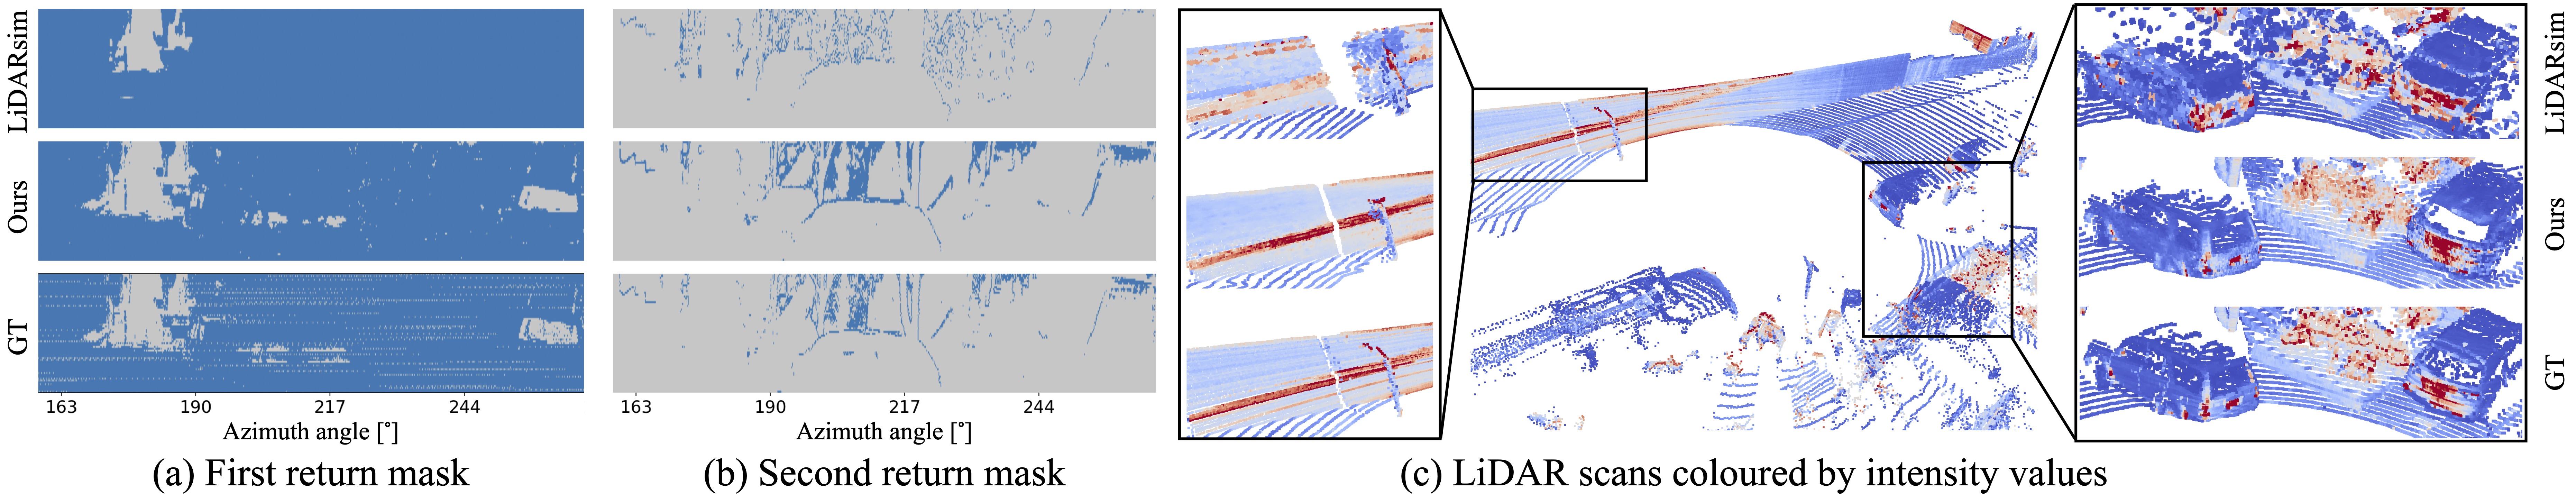 LiDARsim
Ours
GT
163 190 217 244
Azimuth angle [°]
(a) First return mask
163 190 217 244
Azimuth angle [°]
(b) Second return mask
LiDARsim
Ours
GT
(c) LiDAR scans coloured by intensity values